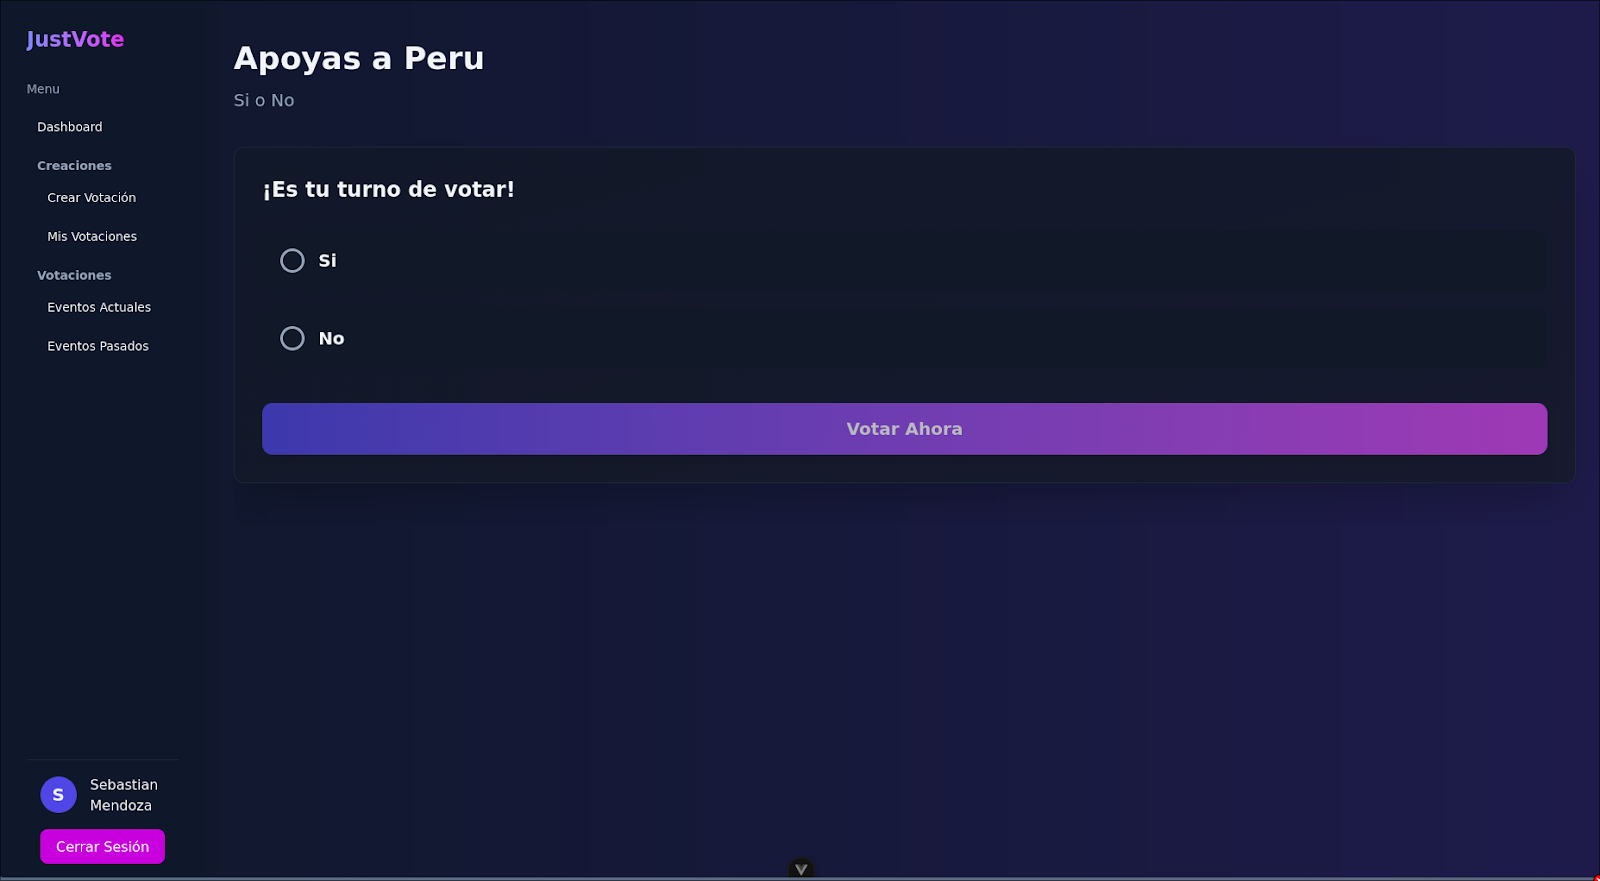 JustVote
Menu
Dashboard
Creaciones
Crear Votación
Mis Votaciones
Votaciones
Eventos Actuales
Eventos Pasados
S
Sebastian
Mendoza
Cerrar Sesión
Apoyas a Peru
Si o No
¡Es tu turno de votar!
Si
No
Votar Ahora